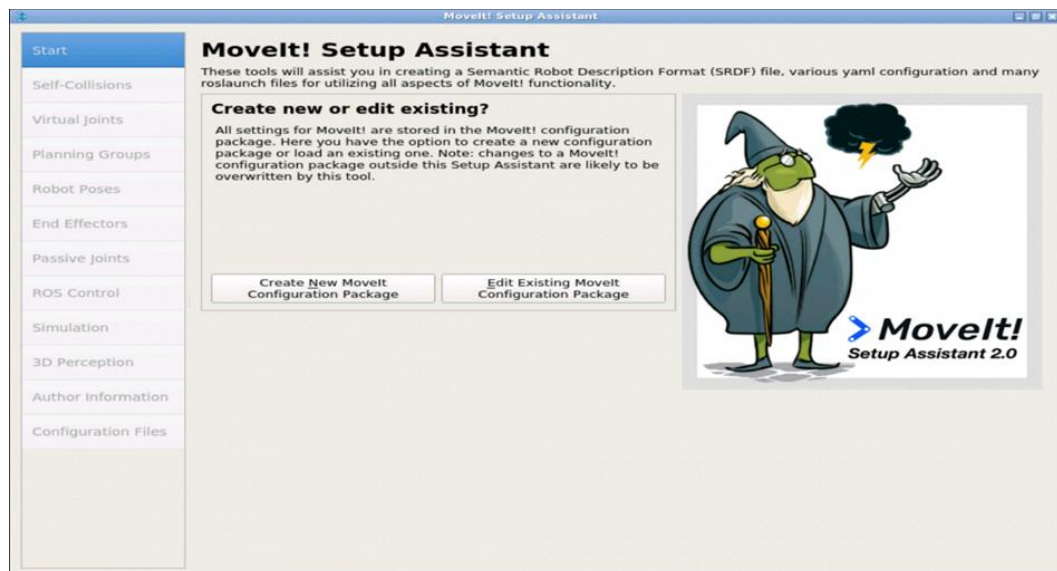 MoveIt! Setup Assistant
Start
Self-Collisions
Virtual Joints
Planning Groups
Robot Poses
End Effectors
Passive Joints
ROS Control
Simulation
3D Perception
Author Information
Configuration Files
MoveIt! Setup Assistant
These tools will assist you in creating a Semantic Robot Description Format (SRDF) file, various yaml configuration and many
roslaunch files for utilizing all aspects of MoveIt! functionality.
Create new or edit existing?
All settings for MoveIt! are stored in the MoveIt! configuration
package. Here you have the option to create a new configuration
package or load an existing one. Note: changes to a MoveIt!
configuration package outside this Setup Assistant are likely to be
overwritten by this tool.
Create New MoveIt
Configuration Package
Edit Existing MoveIt
Configuration Package
MoveIt!
Setup Assistant 2.0